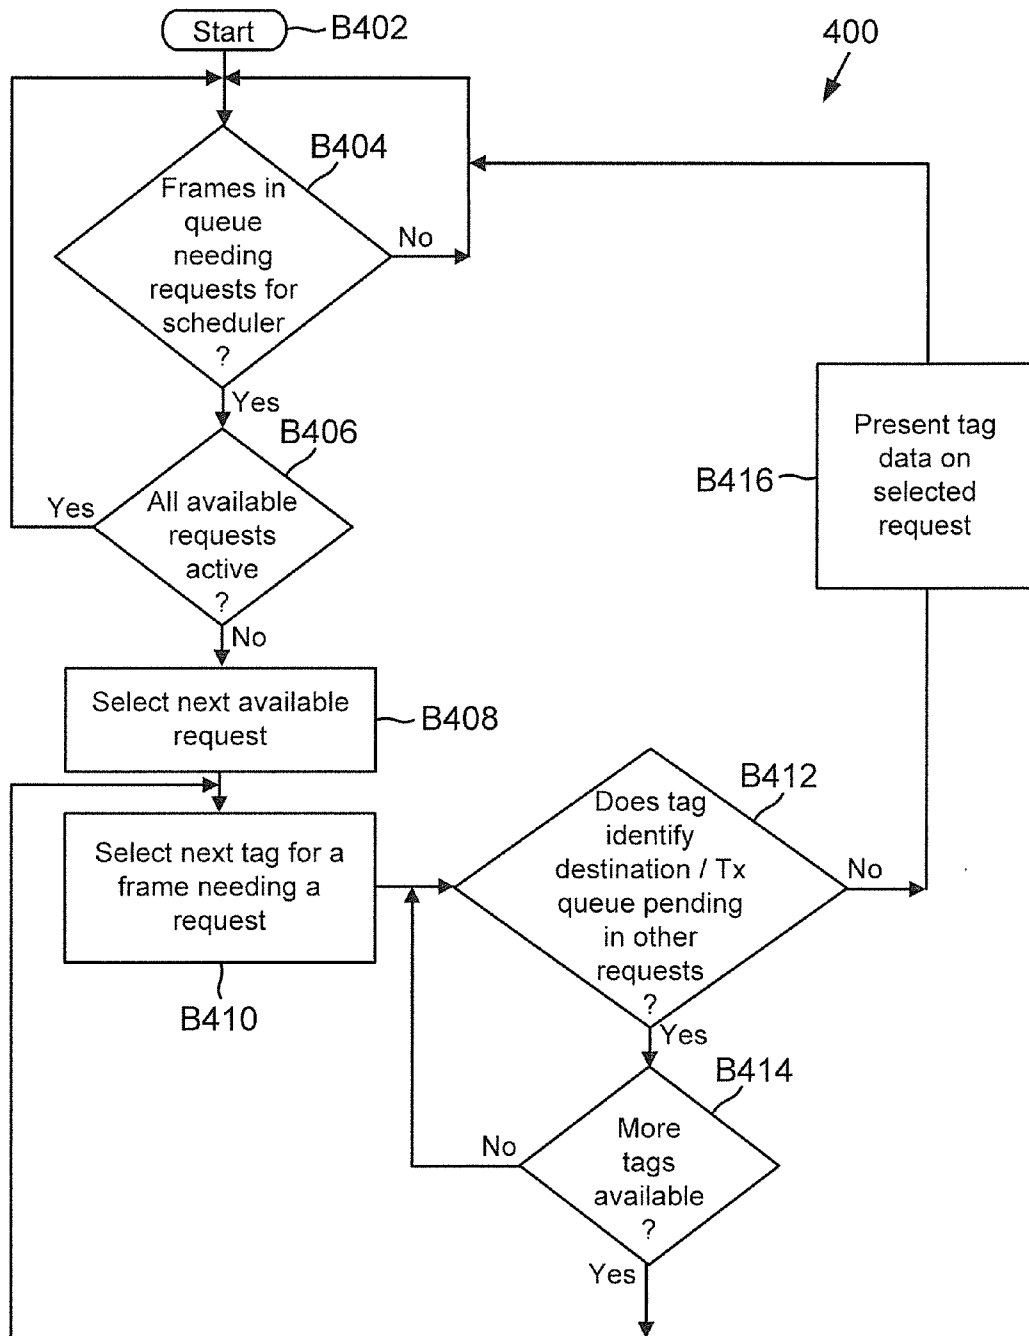 Start
B402
400
B404
Frames in
queue
needing
requests for
scheduler
?
No
Yes
B406
All available
requests
active
?
Yes
No
Select next available
request
B408
Select next tag for a
frame needing a
request
B410
B412
Does tag
identify
destination / Tx
queue pending
in other
requests
?
No
Yes
B414
More
tags
available
?
No
Yes
Present tag
data on
selected
request
B416